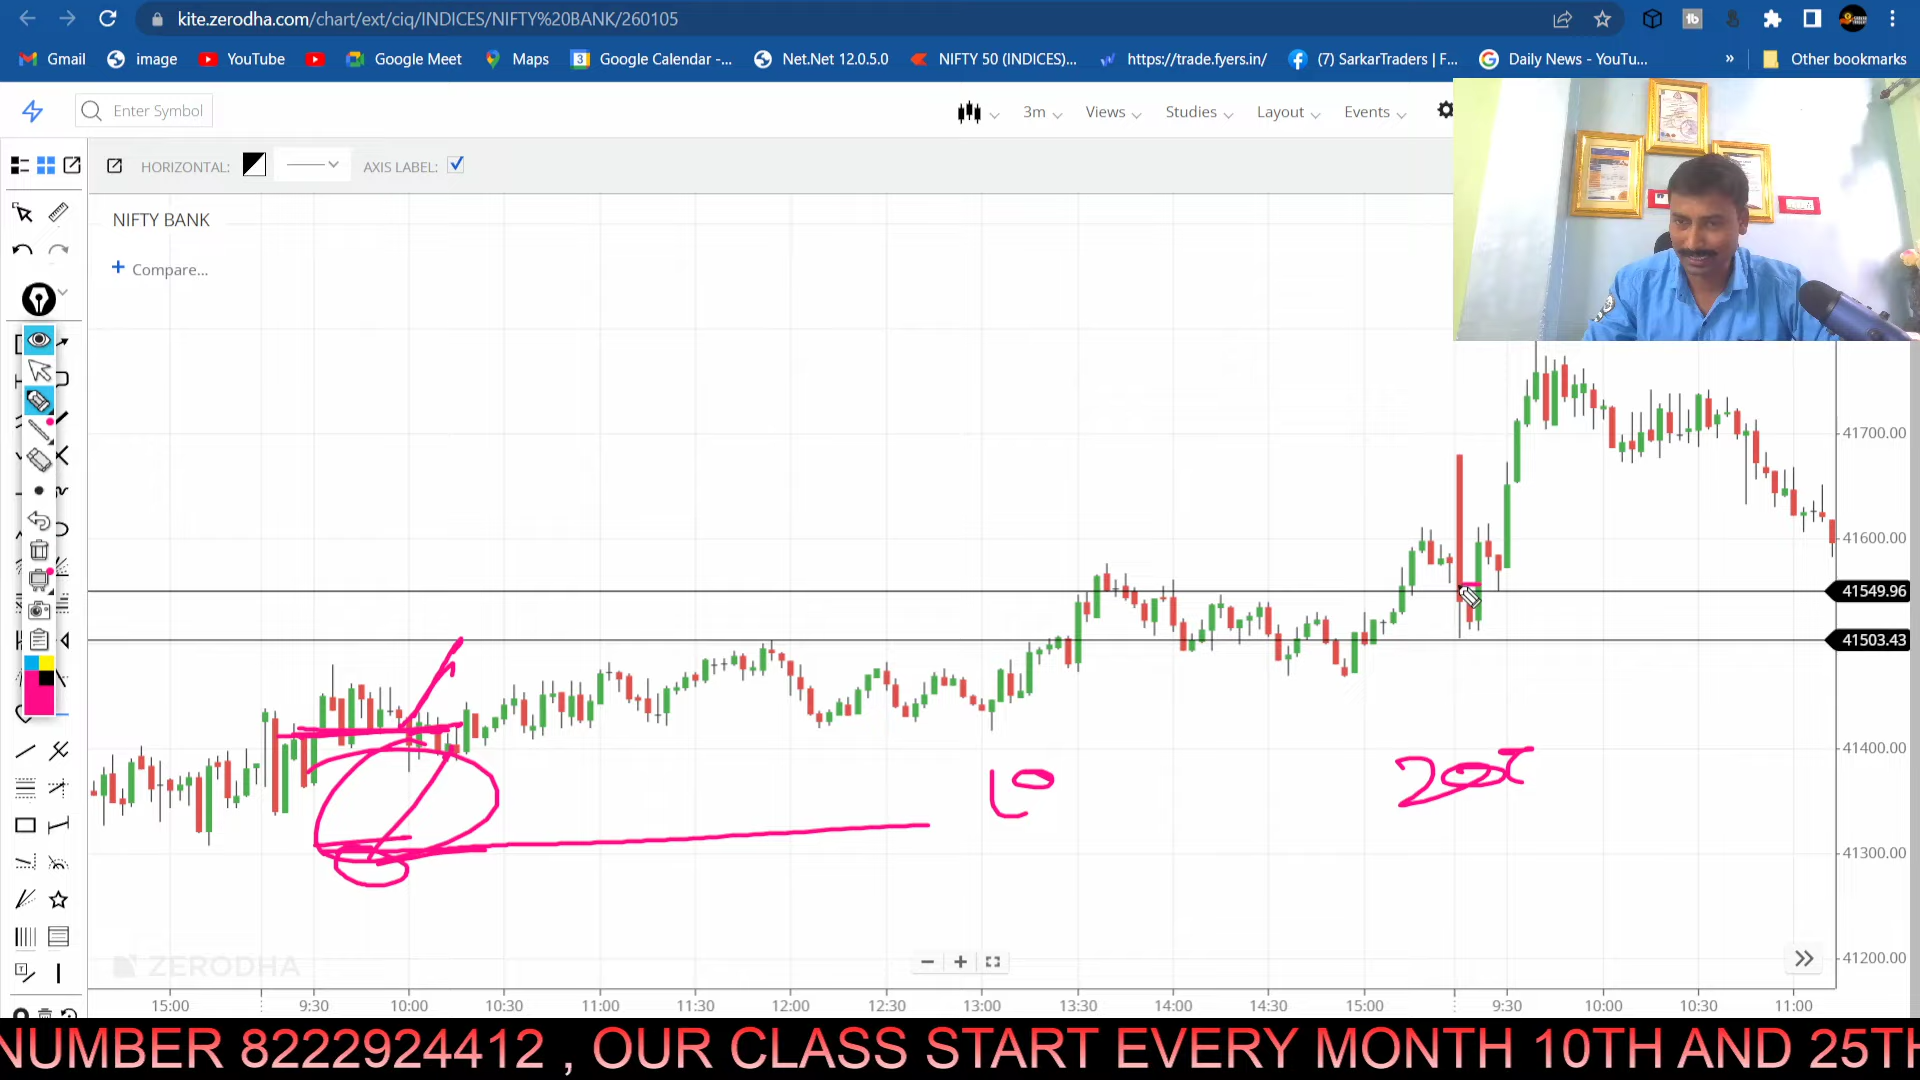 kite.zerodha.com/chart/ext/ciq/INDICES/NIFTY%20BANK/260105
Gmail image YouTube Google Meet Maps Google Calendar -... Net.Net 12.0.5.0 NIFTY 50 (INDICES)... https://trade.fyers.in/ (7) SarkarTraders | F... Daily News - YouTu... » Other bookmarks
Enter Symbol 3m Views Studies Layout Events
HORIZONTAL: AXIS LABEL:
NIFTY BANK
+ Compare...
41700.00
41600.00
41549.96
41503.43
41400.00
41300.00
41200.00
ZERODHA
15:00 9:30 10:00 10:30 11:00 11:30 12:00 12:30 13:00 13:30 14:00 14:30 15:00 9:30 10:00 10:30 11:00
NUMBER 8222924412 , OUR CLASS START EVERY MONTH 10TH AND 25TH